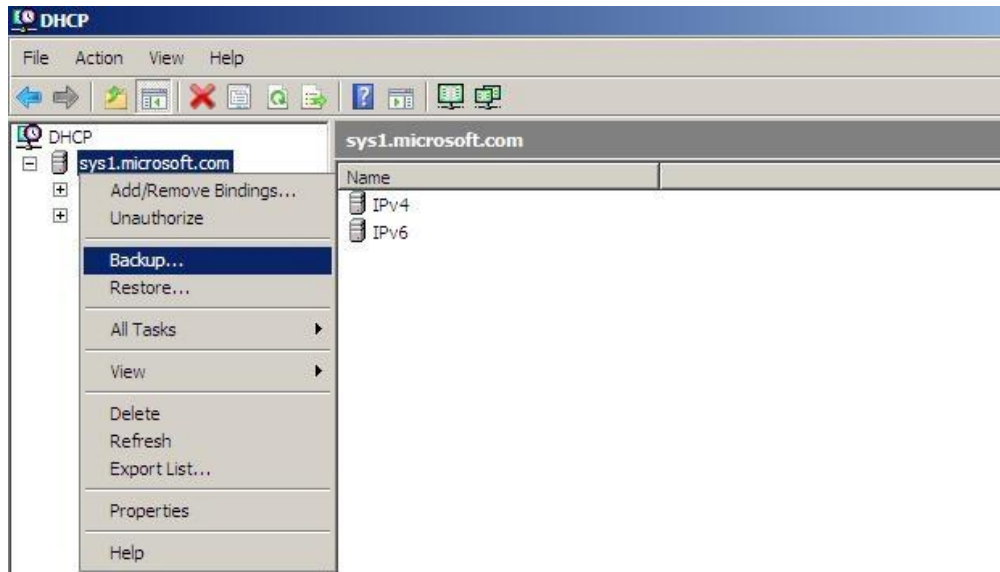 DHCP
File Action View Help
DHCP
sys1.microsoft.com
sys1.microsoft.com
Name
IPv4
IPv6
Add/Remove Bindings...
Unauthorize
Backup...
Restore...
All Tasks
View
Delete
Refresh
Export List...
Properties
Help